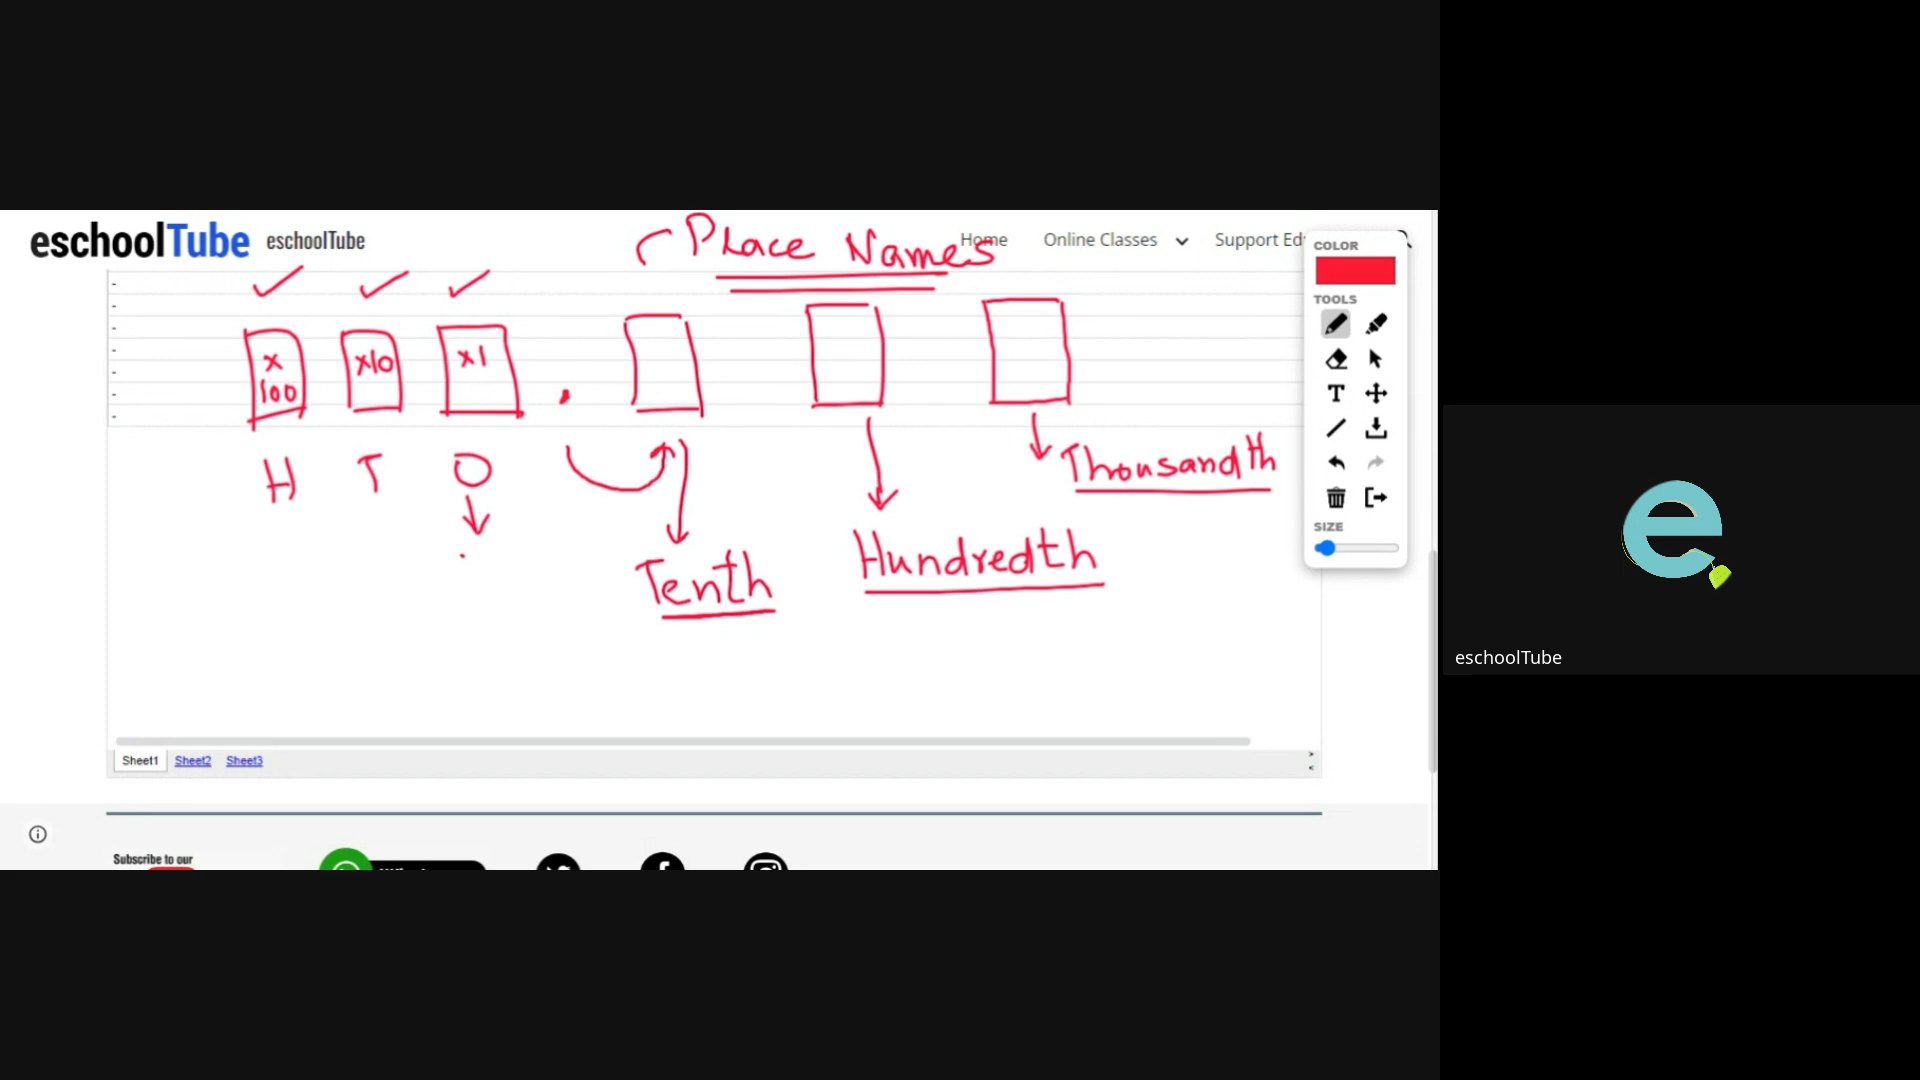 eschoolTube eschoolTube
Home Online Classes Support Ed
Place Names
x 100 x10 x1 .
H T O
Thousandth
Hundredth
Tenth
COLOR
TOOLS
T
SIZE
eschoolTube
Sheet1 Sheet2 Sheet3
Subscribe to our